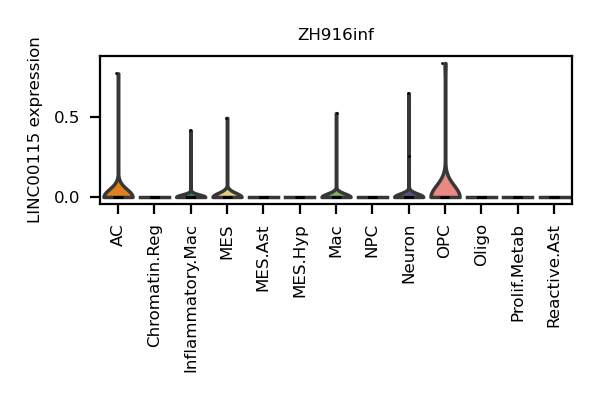 ZH916inf
LINC00115 expression
0.5
0.0
AC
Chromatin.Reg
Inflammatory.Mac
MES
MES.Ast
MES.Hyp
Mac
NPC
Neuron
OPC
Oligo
Prolif.Metab
Reactive.Ast